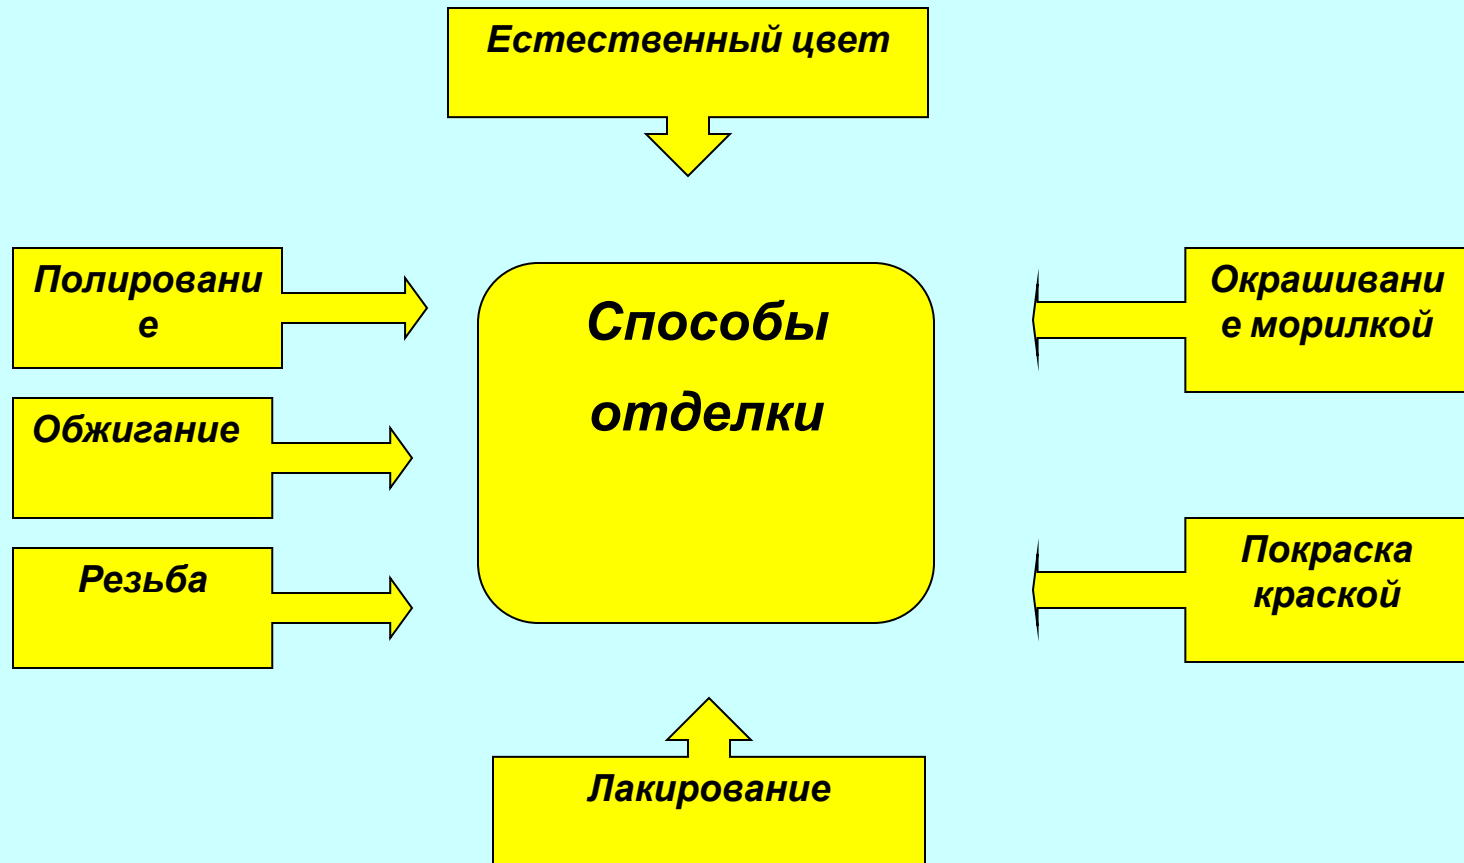 Естественный цвет
Полировани
е
Обжигание
Резьба
Способы
отделки
Окрашивани
е морилкой
Покраска
краской
Лакирование